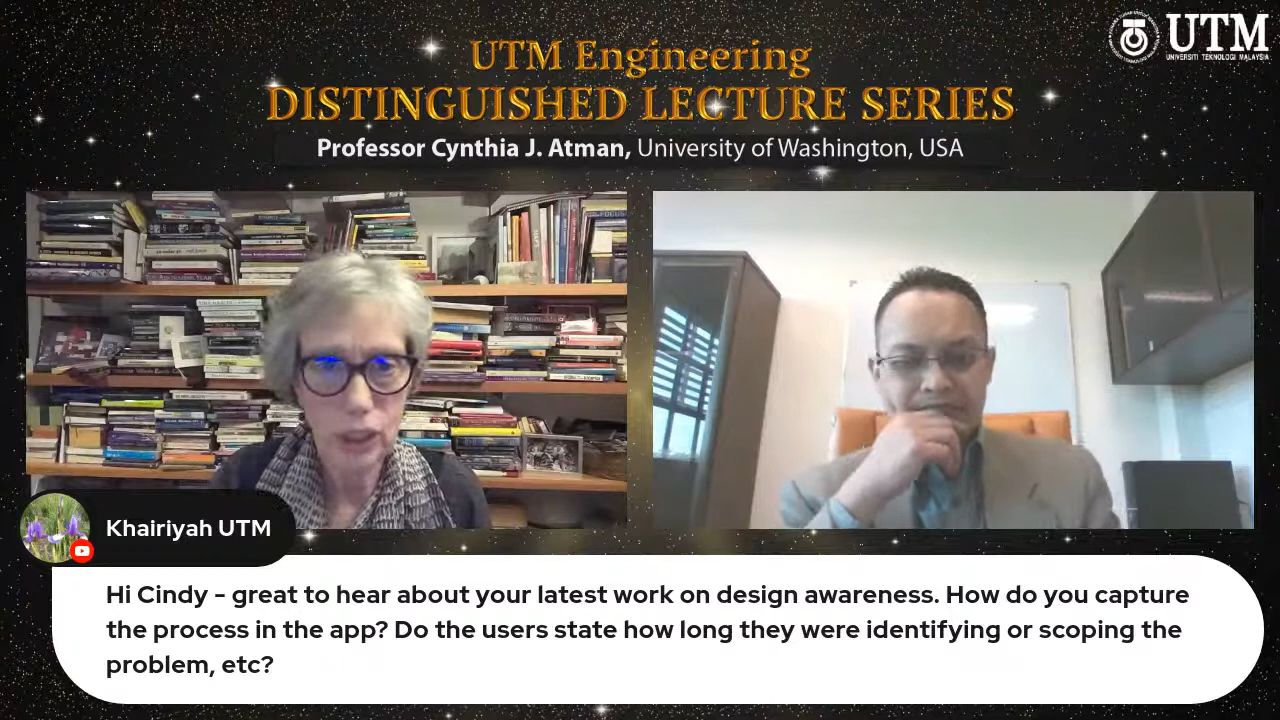 UTM
UNIVERSITI TEKNOLOGI MALAYSIA
UTM Engineering
DISTINGUISHED LECTURE SERIES
Professor Cynthia J. Atman, University of Washington, USA
Khairiyah UTM
Hi Cindy - great to hear about your latest work on design awareness. How do you capture
the process in the app? Do the users state how long they were identifying or scoping the
problem, etc?